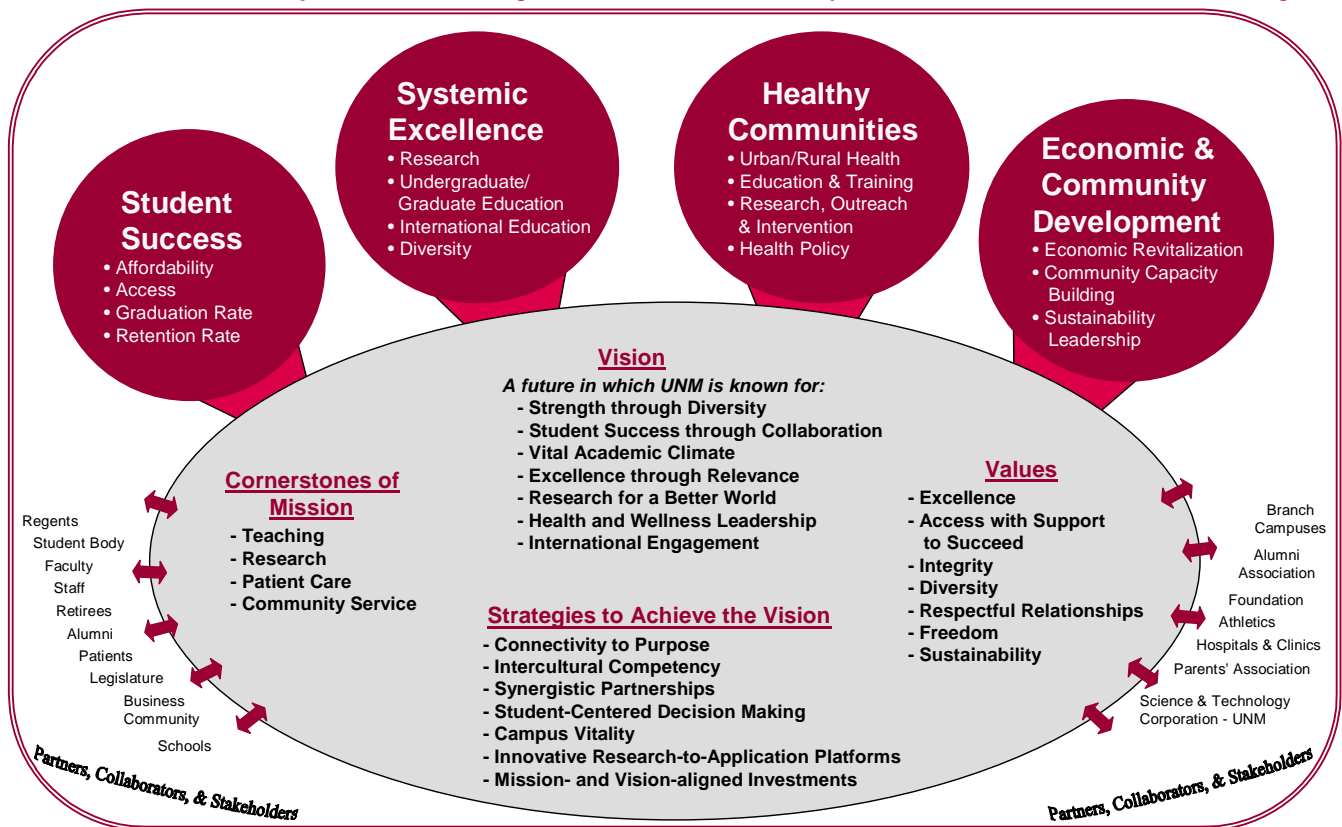 Systemic
Excellence
• Research
• Undergraduate/
Graduate Education
• International Education
• Diversity
Healthy
Communities
• Urban/Rural Health
• Education & Training
• Research, Outreach
& Intervention
• Health Policy
Student
Success
• Affordability
• Access
• Graduation Rate
• Retention Rate
Economic &
Community
Development
• Economic Revitalization
• Community Capacity
Building
• Sustainability
Leadership
Vision
A future in which UNM is known for:
- Strength through Diversity
- Student Success through Collaboration
- Vital Academic Climate
- Excellence through Relevance
- Research for a Better World
- Health and Wellness Leadership
- International Engagement
Cornerstones of
Mission
- Teaching
- Research
- Patient Care
- Community Service
Values
- Excellence
- Access with Support
to Succeed
- Integrity
- Diversity
- Respectful Relationships
- Freedom
- Sustainability
Strategies to Achieve the Vision
- Connectivity to Purpose
- Intercultural Competency
- Synergistic Partnerships
- Student-Centered Decision Making
- Campus Vitality
- Innovative Research-to-Application Platforms
- Mission- and Vision-aligned Investments
Regents
Student Body
Faculty
Staff
Retirees
Alumni
Patients
Legislature
Business
Community
Schools
Partners, Collaborators, & Stakeholders
Branch
Campuses
Alumni
Association
Foundation
Athletics
Hospitals & Clinics
Parents' Association
Science & Technology
Corporation - UNM
Partners, Collaborators, & Stakeholders